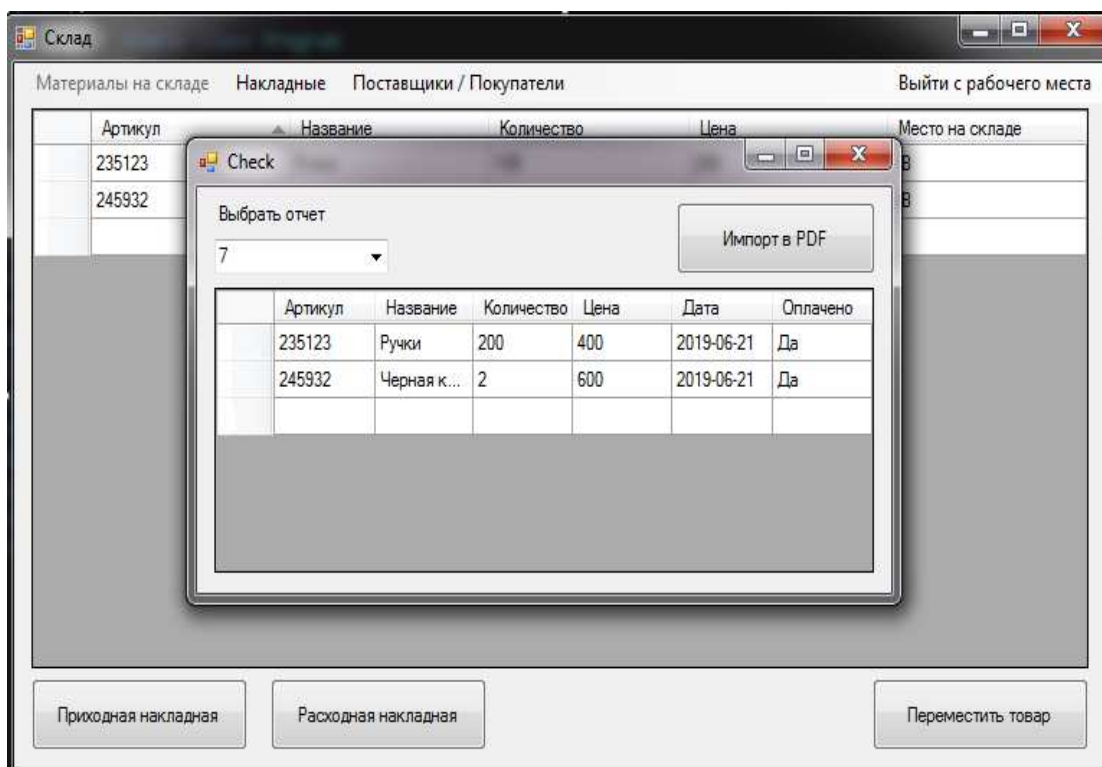 Склад
Материалы на складе Накладные Поставщики / Покупатели Выйти с рабочего места
Артикул Название Количество Цена Место на складе
235123 В
245932 В
Check
Выбрать отчет
7
Импорт в PDF
Артикул Название Количество Цена Дата Оплачено
235123 Ручки 200 400 2019-06-21 Да
245932 Черная к... 2 600 2019-06-21 Да
Приходная накладная Расходная накладная Переместить товар